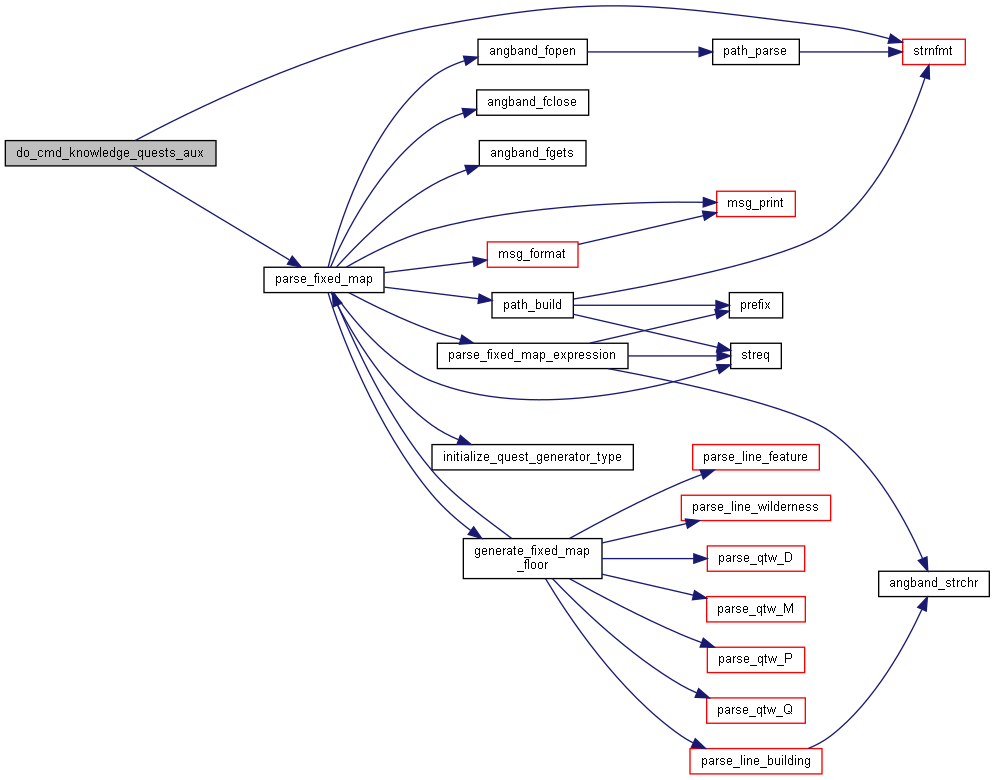 angband_fopen
path_parse
strnfmt
angband_fclose
do_cmd_knowledge_quests_aux
angband_fgets
msg_print
msg_format
parse_fixed_map
path_build
prefix
parse_fixed_map_expression
streq
initialize_quest_generator_type
parse_line_feature
parse_line_wilderness
generate_fixed_map
_floor
parse_qtw_D
angband_strchr
parse_qtw_M
parse_qtw_P
parse_qtw_Q
parse_line_building